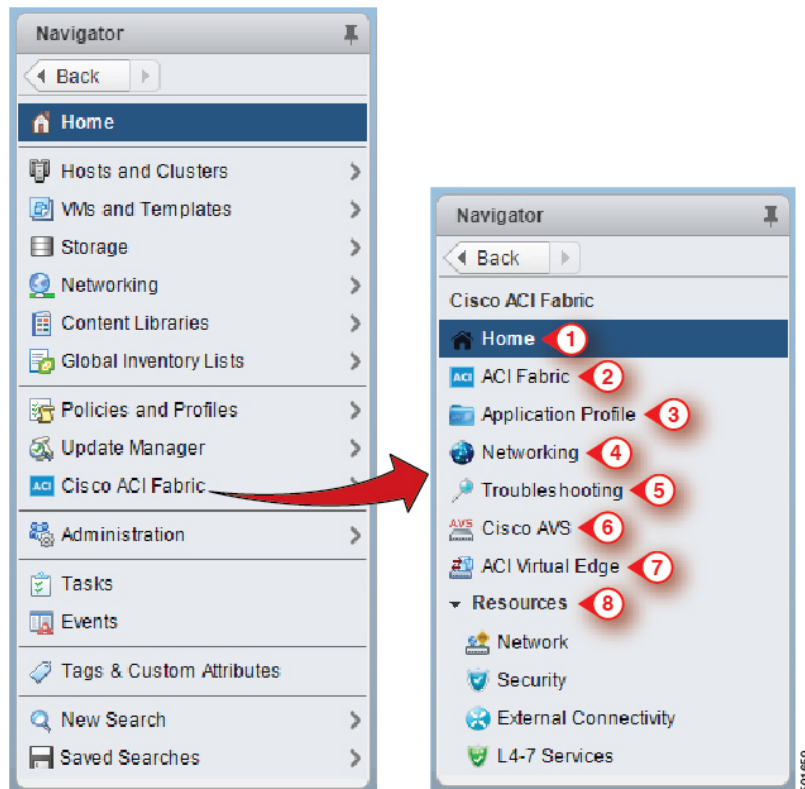 Navigator
Back
Home
Hosts and Clusters
VMs and Templates
Storage
Networking
Content Libraries
Global Inventory Lists
Policies and Profiles
Update Manager
ACI Cisco ACI Fabric
Administration
Tasks
Events
Tags & Custom Attributes
New Search
Saved Searches
Navigator
Back
Cisco ACI Fabric
Home 1
ACI ACI Fabric 2
Application Profile 3
Networking 4
Troubleshooting 5
AVS Cisco AVS 6
ACI Virtual Edge 7
Resources 8
Network
Security
External Connectivity
L4-7 Services